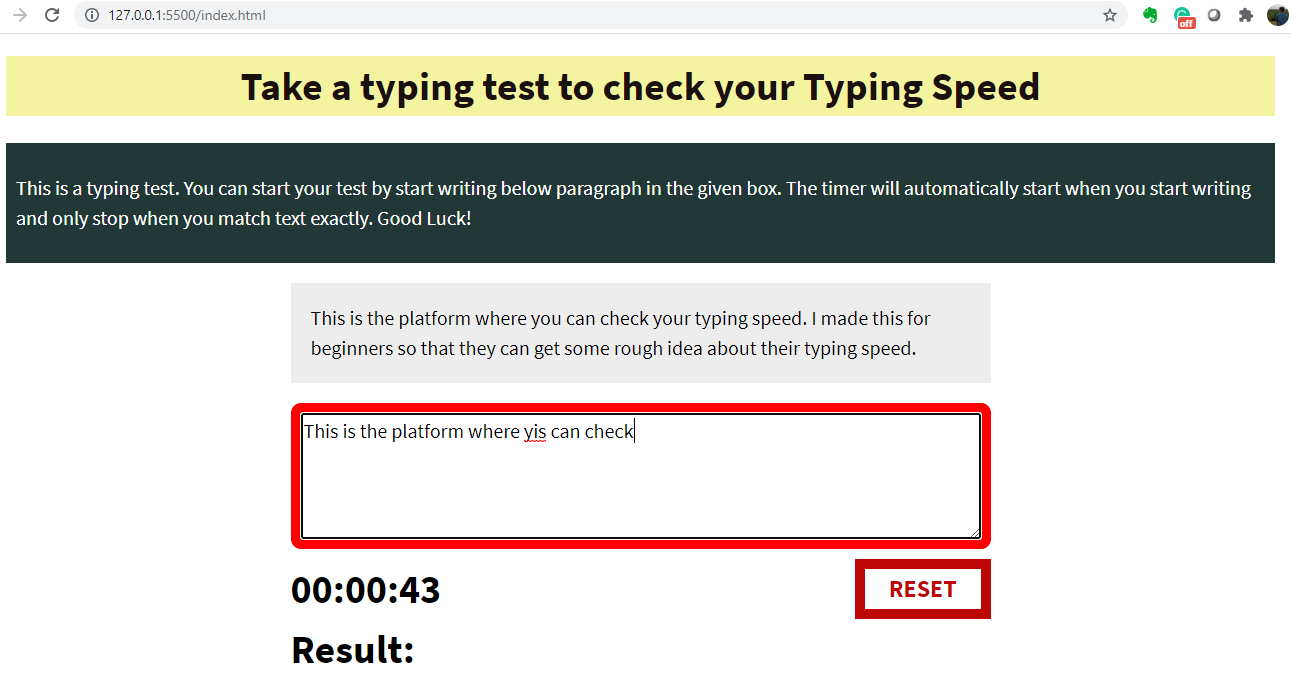 127.0.0.1:5500/index.html
off
Take a typing test to check your Typing Speed
This is a typing test. You can start your test by start writing below paragraph in the given box. The timer will automatically start when you start writing
and only stop when you match text exactly. Good Luck!
This is the platform where you can check your typing speed. I made this for
beginners so that they can get some rough idea about their typing speed.
This is the platform where yis can check
00:00:43
RESET
Result: